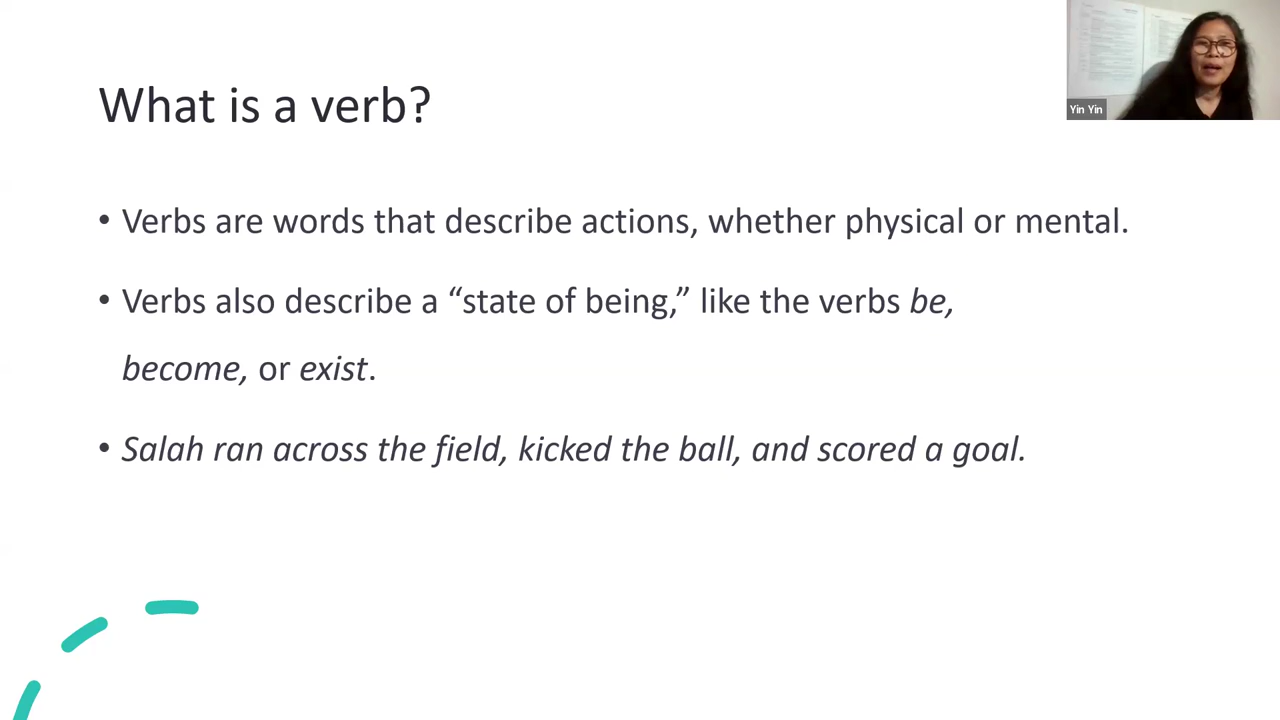 What is a verb?
• Verbs are words that describe actions, whether physical or mental.
• Verbs also describe a “state of being,” like the verbs be,
become, or exist.
• Salah ran across the field, kicked the ball, and scored a goal.
Yin Yin